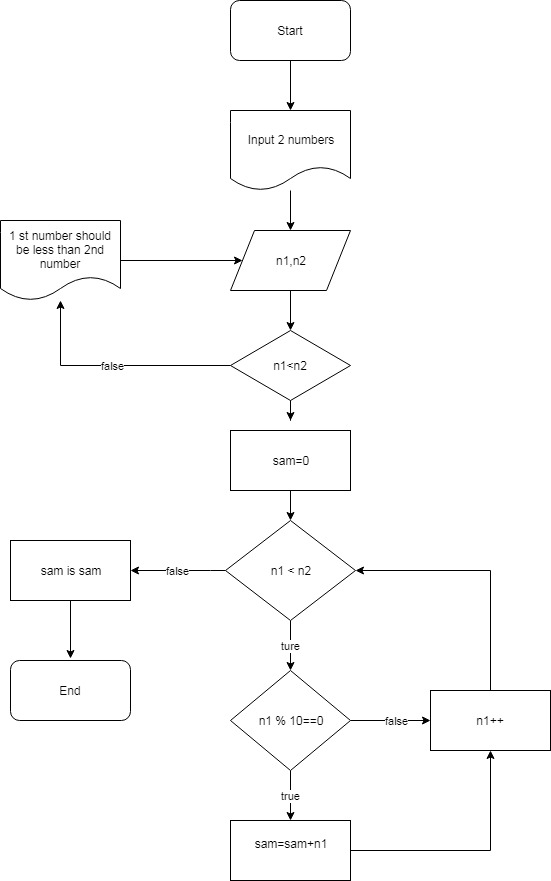 Start
Input 2 numbers
1 st number should
be less than 2nd
number
n1,n2
n1<n2
false
sam=0
n1 < n2
false
sam is sam
ture
End
n1 % 10==0
false
n1++
true
sam=sam+n1